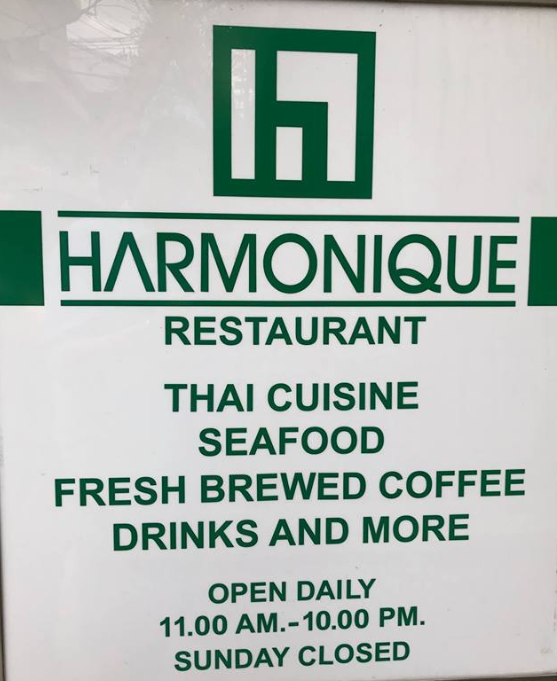 HARMONIQUE
RESTAURANT
THAI CUISINE
SEAFOOD
FRESH BREWED COFFEE
DRINKS AND MORE
OPEN DAILY
11.00 AM.-10.00 PM.
SUNDAY CLOSED